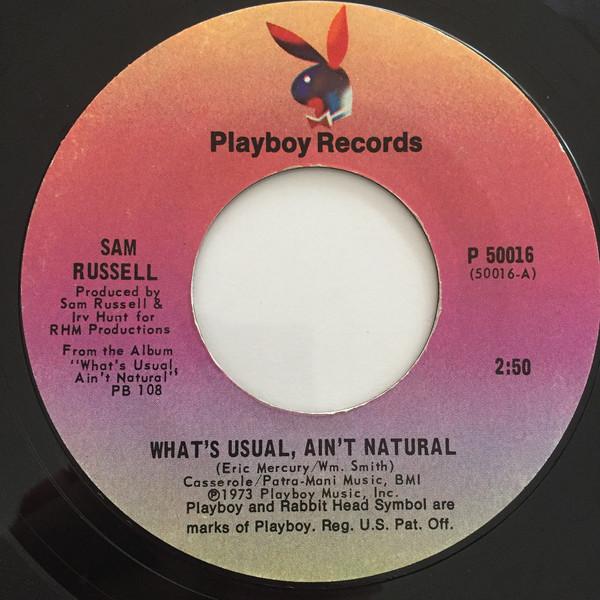 Playboy Records
SAM
RUSSELL
Produced by
Sam Russell &
Irv Hunt for
RHM Productions
From the Album
"What's Usual,
Ain't Natural"
PB 108
P 50016
(50016-A)
2:50
WHAT'S USUAL, AIN'T NATURAL
(Eric Mercury/Wm. Smith)
Casserole/Patra-Mani Music, BMI
℗1973 Playboy Music, Inc.
Playboy and Rabbit Head Symbol are
marks of Playboy. Reg. U.S. Pat. Off.